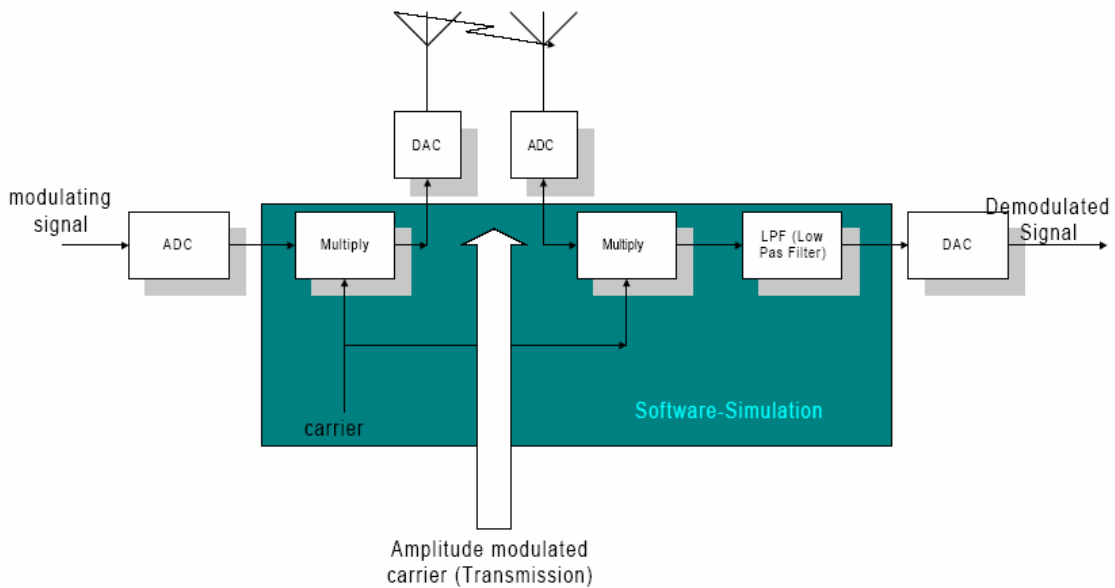 DAC
ADC
modulating
signal
ADC
Multiply
Multiply
LPF (Low
Pas Filter)
DAC
Demodulated
Signal
carrier
Software-Simulation
Amplitude modulated
carrier (Transmission)